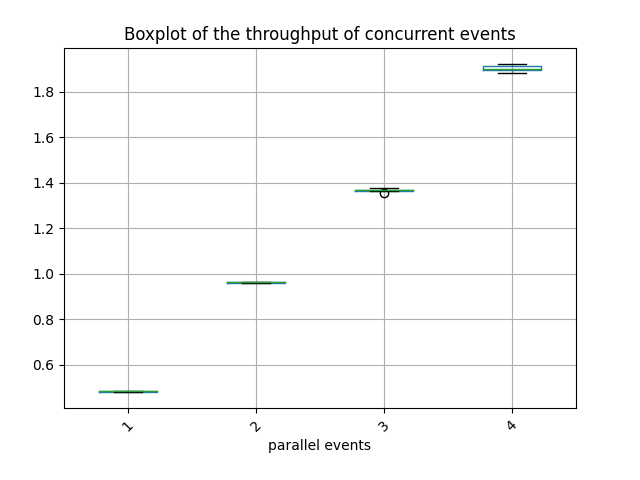 Boxplot of the throughput of concurrent events
1.8
1.6
1.4
1.2
1.0
0.8
0.6
1 2 3 4
parallel events